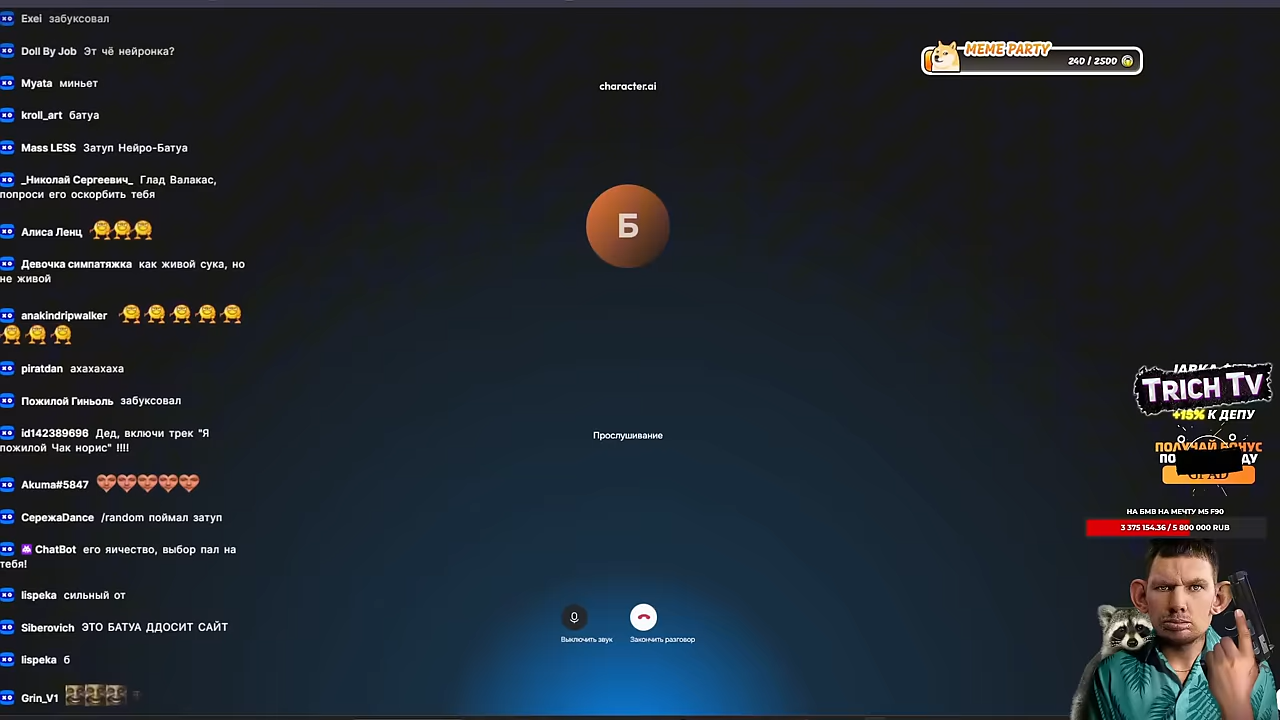 Exei забуксовал
Doll By Job Эт чё нейронка?
Myata миньет
kroll_art батуа
Mass LESS Затуп Нейро-Батуа
_Николай Сергеевич_ Глад Валакас,
попроси его оскорбить тебя
Алиса Ленц
Девочка симпатяжка как живой сука, но
не живой
anakindripwalker
piratdan ахахахаха
Пожилой Гиньоль забуксовал
id142389696 Дед, включи трек "Я
пожилой Чак норис" !!!!
Akuma#5847
СережаDance /random поймал затуп
ChatBot его яичество, выбор пал на
тебя!
lispeka сильный от
Siberovich ЭТО БАТУА ДДОСИТ САЙТ
lispeka б
Grin_V1
character.ai
Б
Прослушивание
Выключить звук
Закончить разговор
MEME PARTY
240 / 2500
TRICH TV
+15% К ДЕПУ
ПОЛУЧАЙ БОНУС
ПО
ДУ
НА БМВ НА МЕЧТУ M5 F90
3 375 154.36 / 5 800 000 RUB